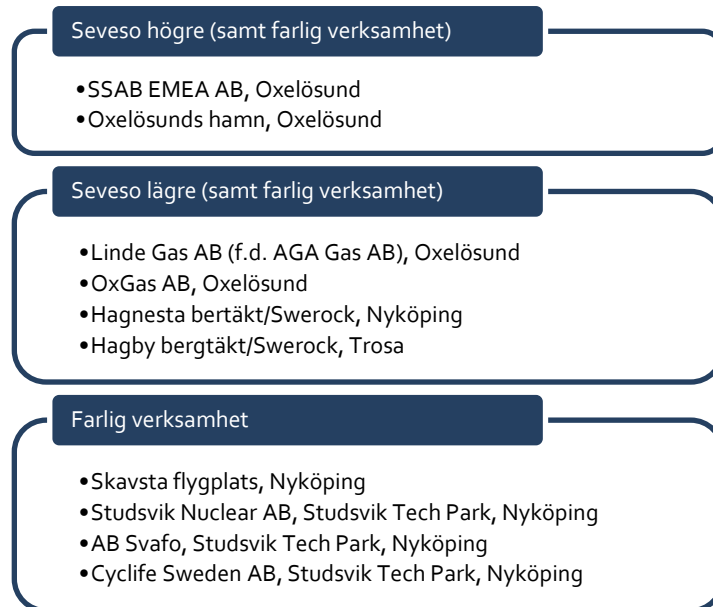 Seveso högre (samt farlig verksamhet)
•SSAB EMEA AB, Oxelösund
•Oxelösunds hamn, Oxelösund
Seveso lägre (samt farlig verksamhet)
•Linde Gas AB (f.d. AGA Gas AB), Oxelösund
•OxGas AB, Oxelösund
•Hagnesta bertäkt/Swerock, Nyköping
•Hagby bergtäkt/Swerock, Trosa
Farlig verksamhet
•Skavsta flygplats, Nyköping
•Studsvik Nuclear AB, Studsvik Tech Park, Nyköping
•AB Svafo, Studsvik Tech Park, Nyköping
•Cyclife Sweden AB, Studsvik Tech Park, Nyköping